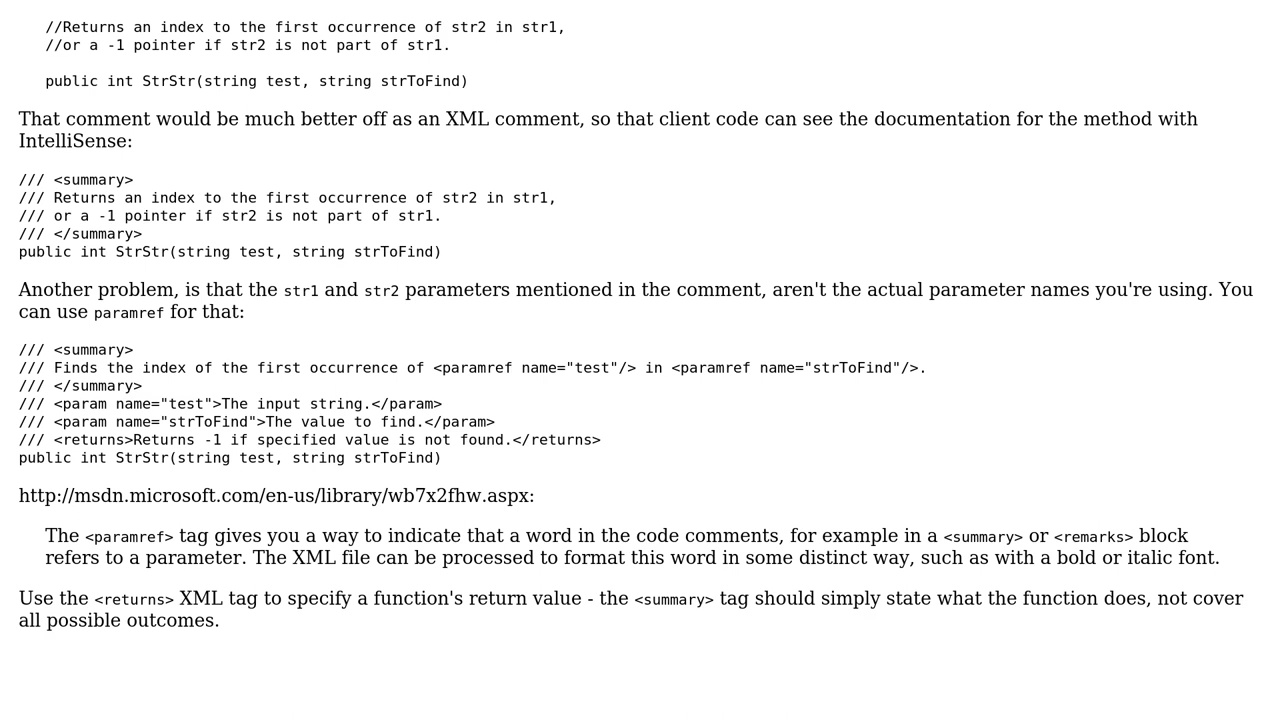 //Returns an index to the first occurrence of str2 in str1,
//or a -1 pointer if str2 is not part of str1.
public int StrStr(string test, string strToFind)
That comment would be much better off as an XML comment, so that client code can see the documentation for the method with
IntelliSense:
/// <summary>
/// Returns an index to the first occurrence of str2 in str1,
/// or a -1 pointer if str2 is not part of str1.
/// </summary>
public int StrStr(string test, string strToFind)
Another problem, is that the str1 and str2 parameters mentioned in the comment, aren't the actual parameter names you're using. You
can use paramref for that:
/// <summary>
/// Finds the index of the first occurrence of <paramref name="test"/> in <paramref name="strToFind"/>.
/// </summary>
/// <param name="test">The input string.</param>
/// <param name="strToFind">The value to find.</param>
/// <returns>Returns -1 if specified value is not found.</returns>
public int StrStr(string test, string strToFind)
http://msdn.microsoft.com/en-us/library/wb7x2fhw.aspx:
The <paramref> tag gives you a way to indicate that a word in the code comments, for example in a <summary> or <remarks> block
refers to a parameter. The XML file can be processed to format this word in some distinct way, such as with a bold or italic font.
Use the <returns> XML tag to specify a function's return value - the <summary> tag should simply state what the function does, not cover
all possible outcomes.